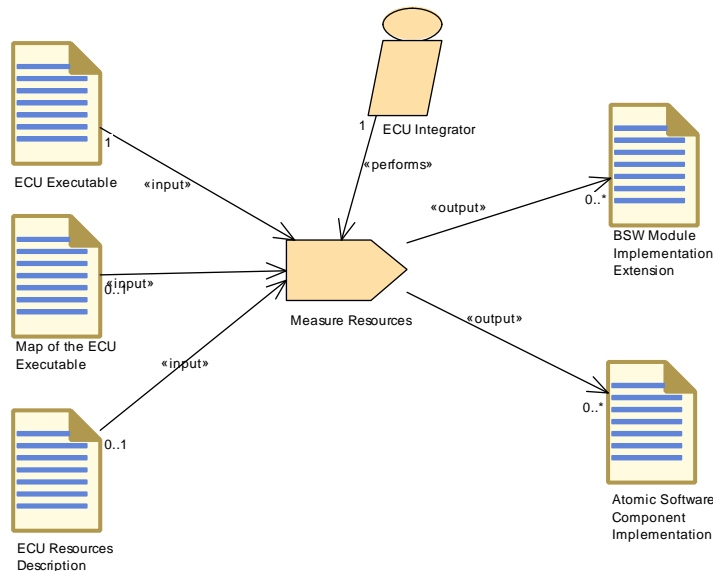 ECU Integrator
1
«performs»
1
ECU Executable
«input»
«output»
0..*
BSW Module
Implementation
Extension
«input»
0..1
Measure Resources
Map of the ECU
Executable
«input»
«output»
0..*
0..1
ECU Resources
Description
Atomic Software
Component
Implementation